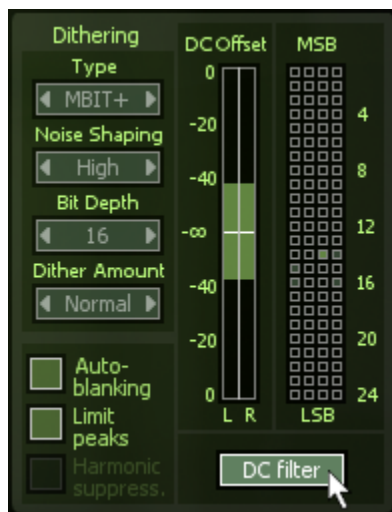 Dithering
Type
MBIT+
Noise Shaping
High
Bit Depth
16
Dither Amount
Normal
Auto-
blanking
Limit
peaks
Harmonic
suppress.
DC Offset
0
-20
-40
-∞
-40
-20
0
L R
MSB
4
8
12
16
20
24
LSB
DC filter